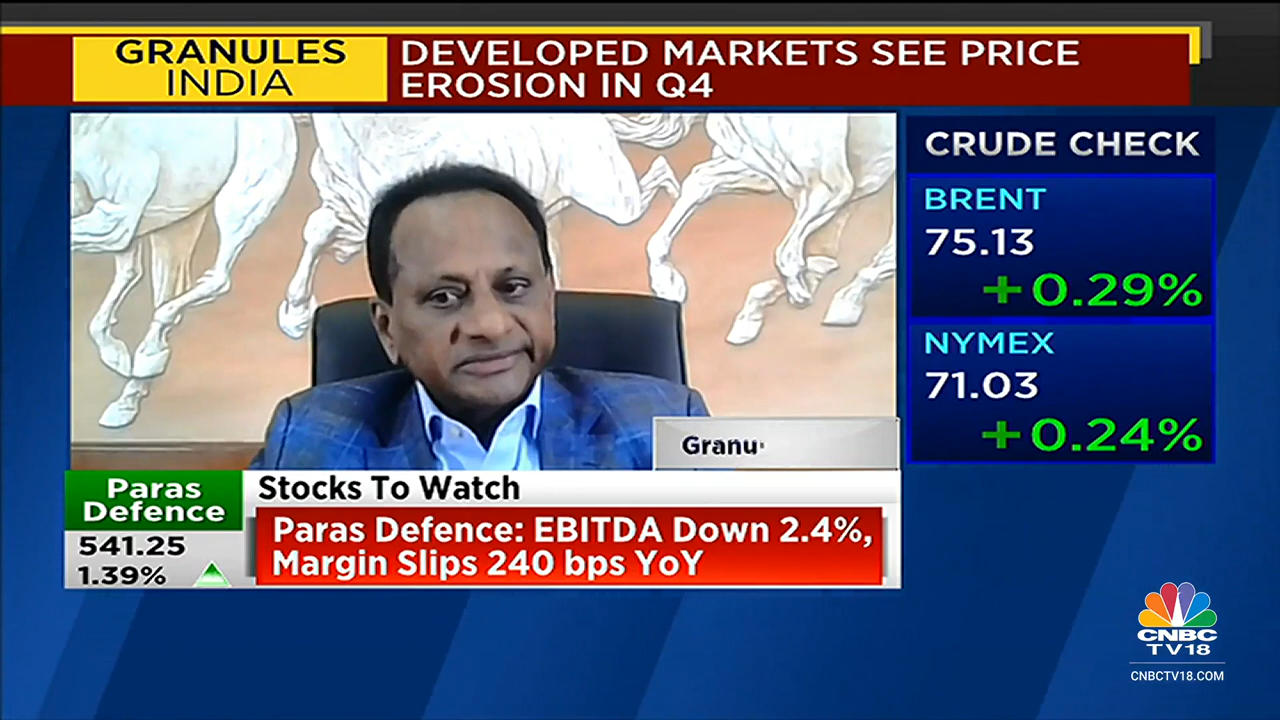 GRANULES
INDIA
DEVELOPED MARKETS SEE PRICE
EROSION IN Q4
CRUDE CHECK
BRENT
75.13
+0.29%
NYMEX
71.03
+0.24%
Granu
Paras
Defence
541.25
1.39%
Stocks To Watch
Paras Defence: EBITDA Down 2.4%,
Margin Slips 240 bps YoY
CNBC
TV18
CNBCTV18.COM